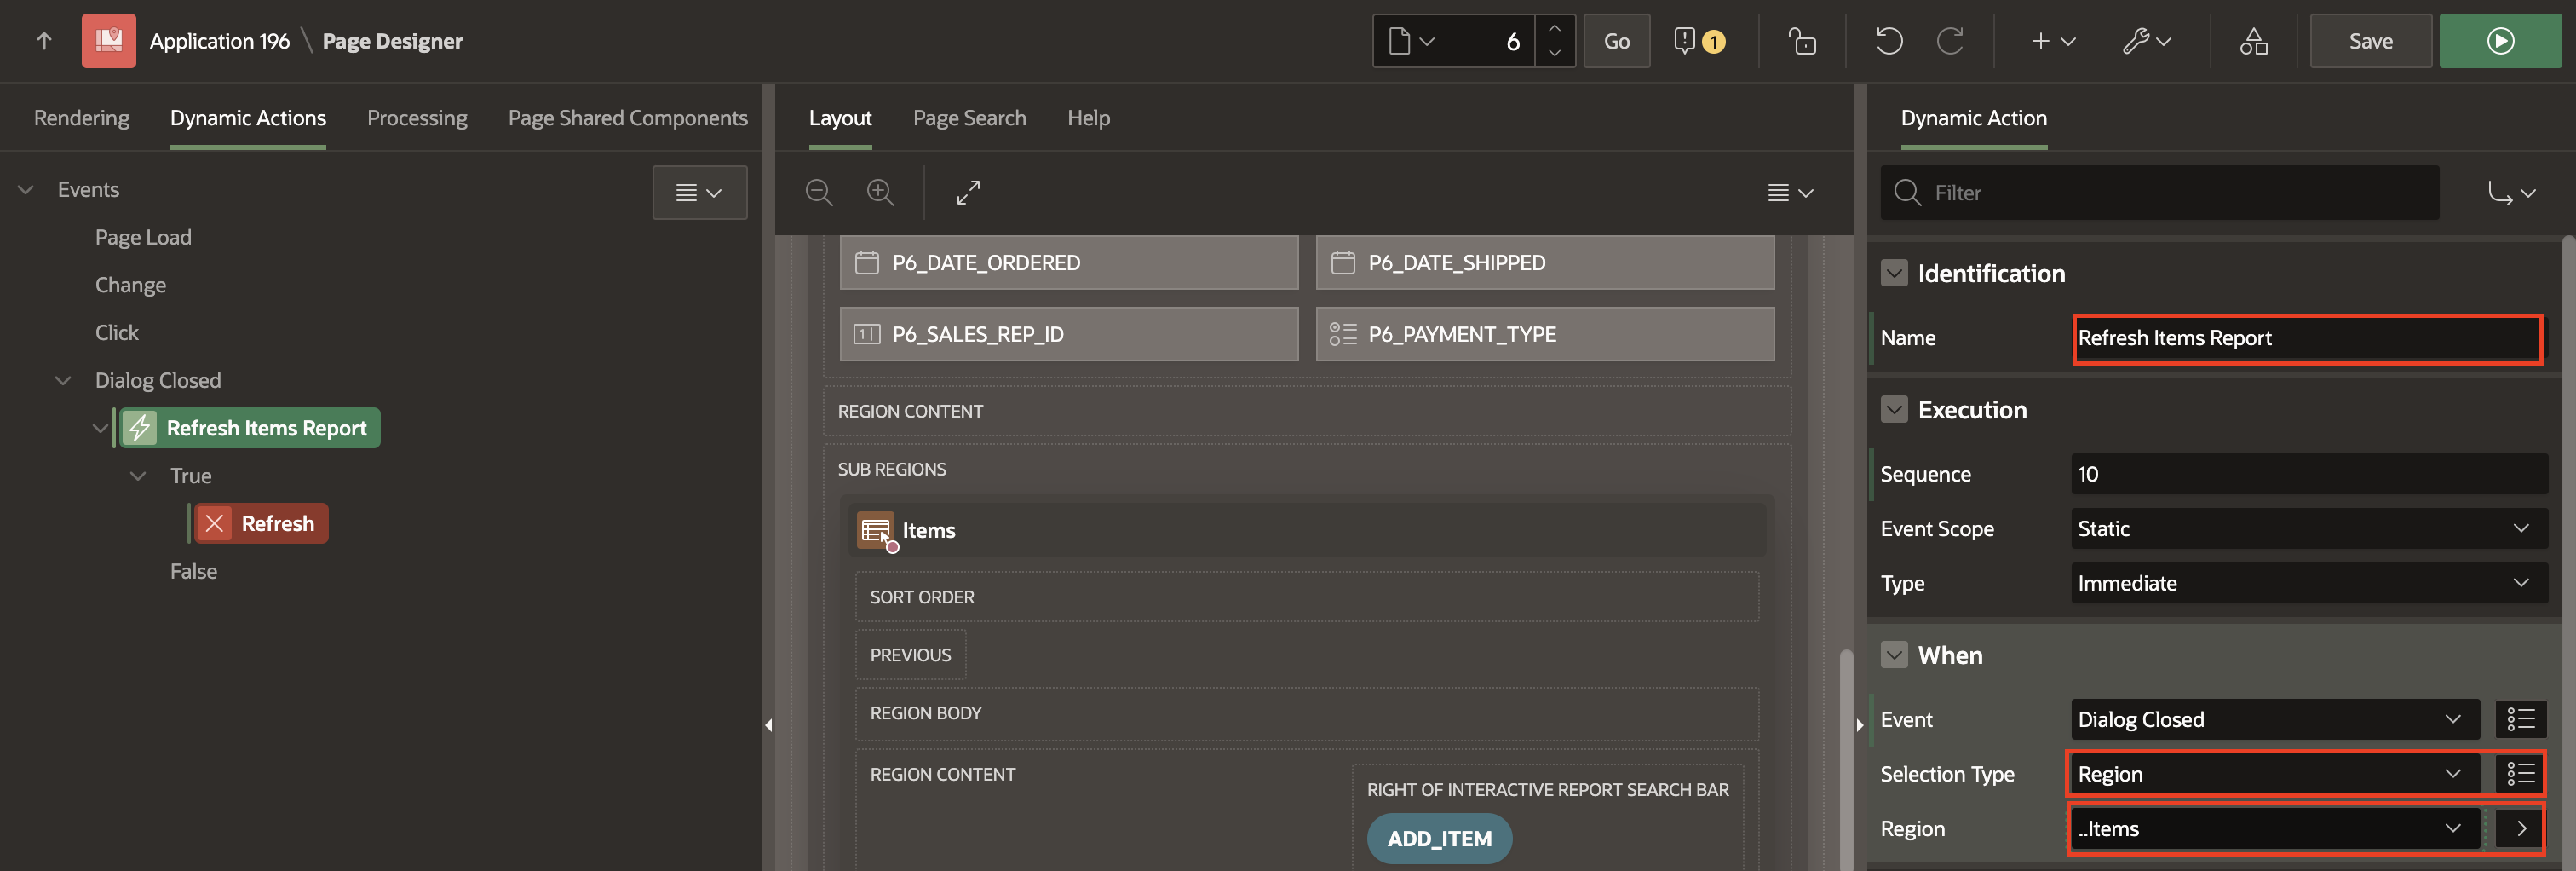 Application 196 \ Page Designer
6
Go
1
Save
Rendering
Dynamic Actions
Processing
Page Shared Components
Events
Page Load
Change
Click
Dialog Closed
Refresh Items Report
True
Refresh
False
Layout
Page Search
Help
P6_DATE_ORDERED
P6_DATE_SHIPPED
P6_SALES_REP_ID
P6_PAYMENT_TYPE
REGION CONTENT
SUB REGIONS
Items
SORT ORDER
PREVIOUS
REGION BODY
REGION CONTENT
RIGHT OF INTERACTIVE REPORT SEARCH BAR
ADD_ITEM
Dynamic Action
Filter
Identification
Name
Refresh Items Report
Execution
Sequence
10
Event Scope
Static
Type
Immediate
When
Event
Dialog Closed
Selection Type
Region
Region
..Items